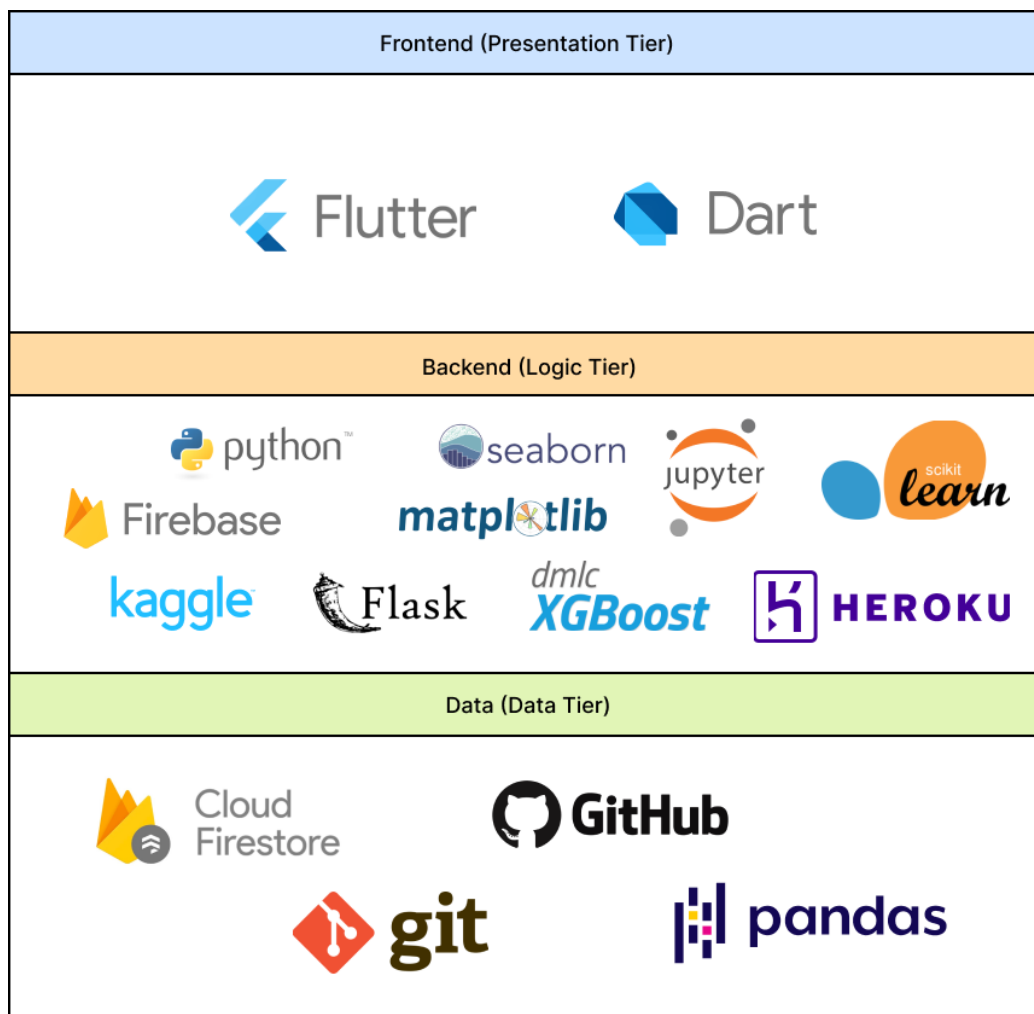 Frontend (Presentation Tier)
Flutter
Dart
Backend (Logic Tier)
python™
seaborn
jupyter
scikit
learn
Firebase
matplotlib
kaggle
Flask
dmlc
XGBoost
HEROKU
Data (Data Tier)
Cloud
Firestore
GitHub
git
pandas